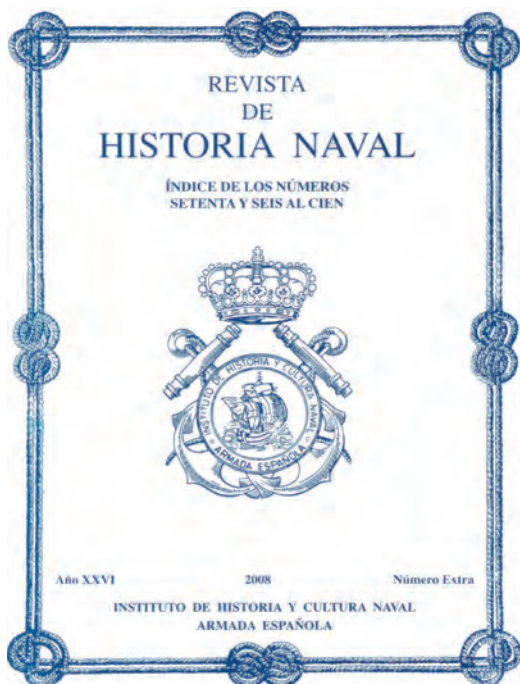 REVISTA
DE
HISTORIA NAVAL
ÍNDICE DE LOS NÚMEROS
SETENTA Y SEIS AL CIEN
INSTITUTO DE HISTORIA Y CULTURA NAVAL
ARMADA ESPAÑOLA
Año XXVI 2008 Número Extra
INSTITUTO DE HISTORIA Y CULTURA NAVAL
ARMADA ESPAÑOLA